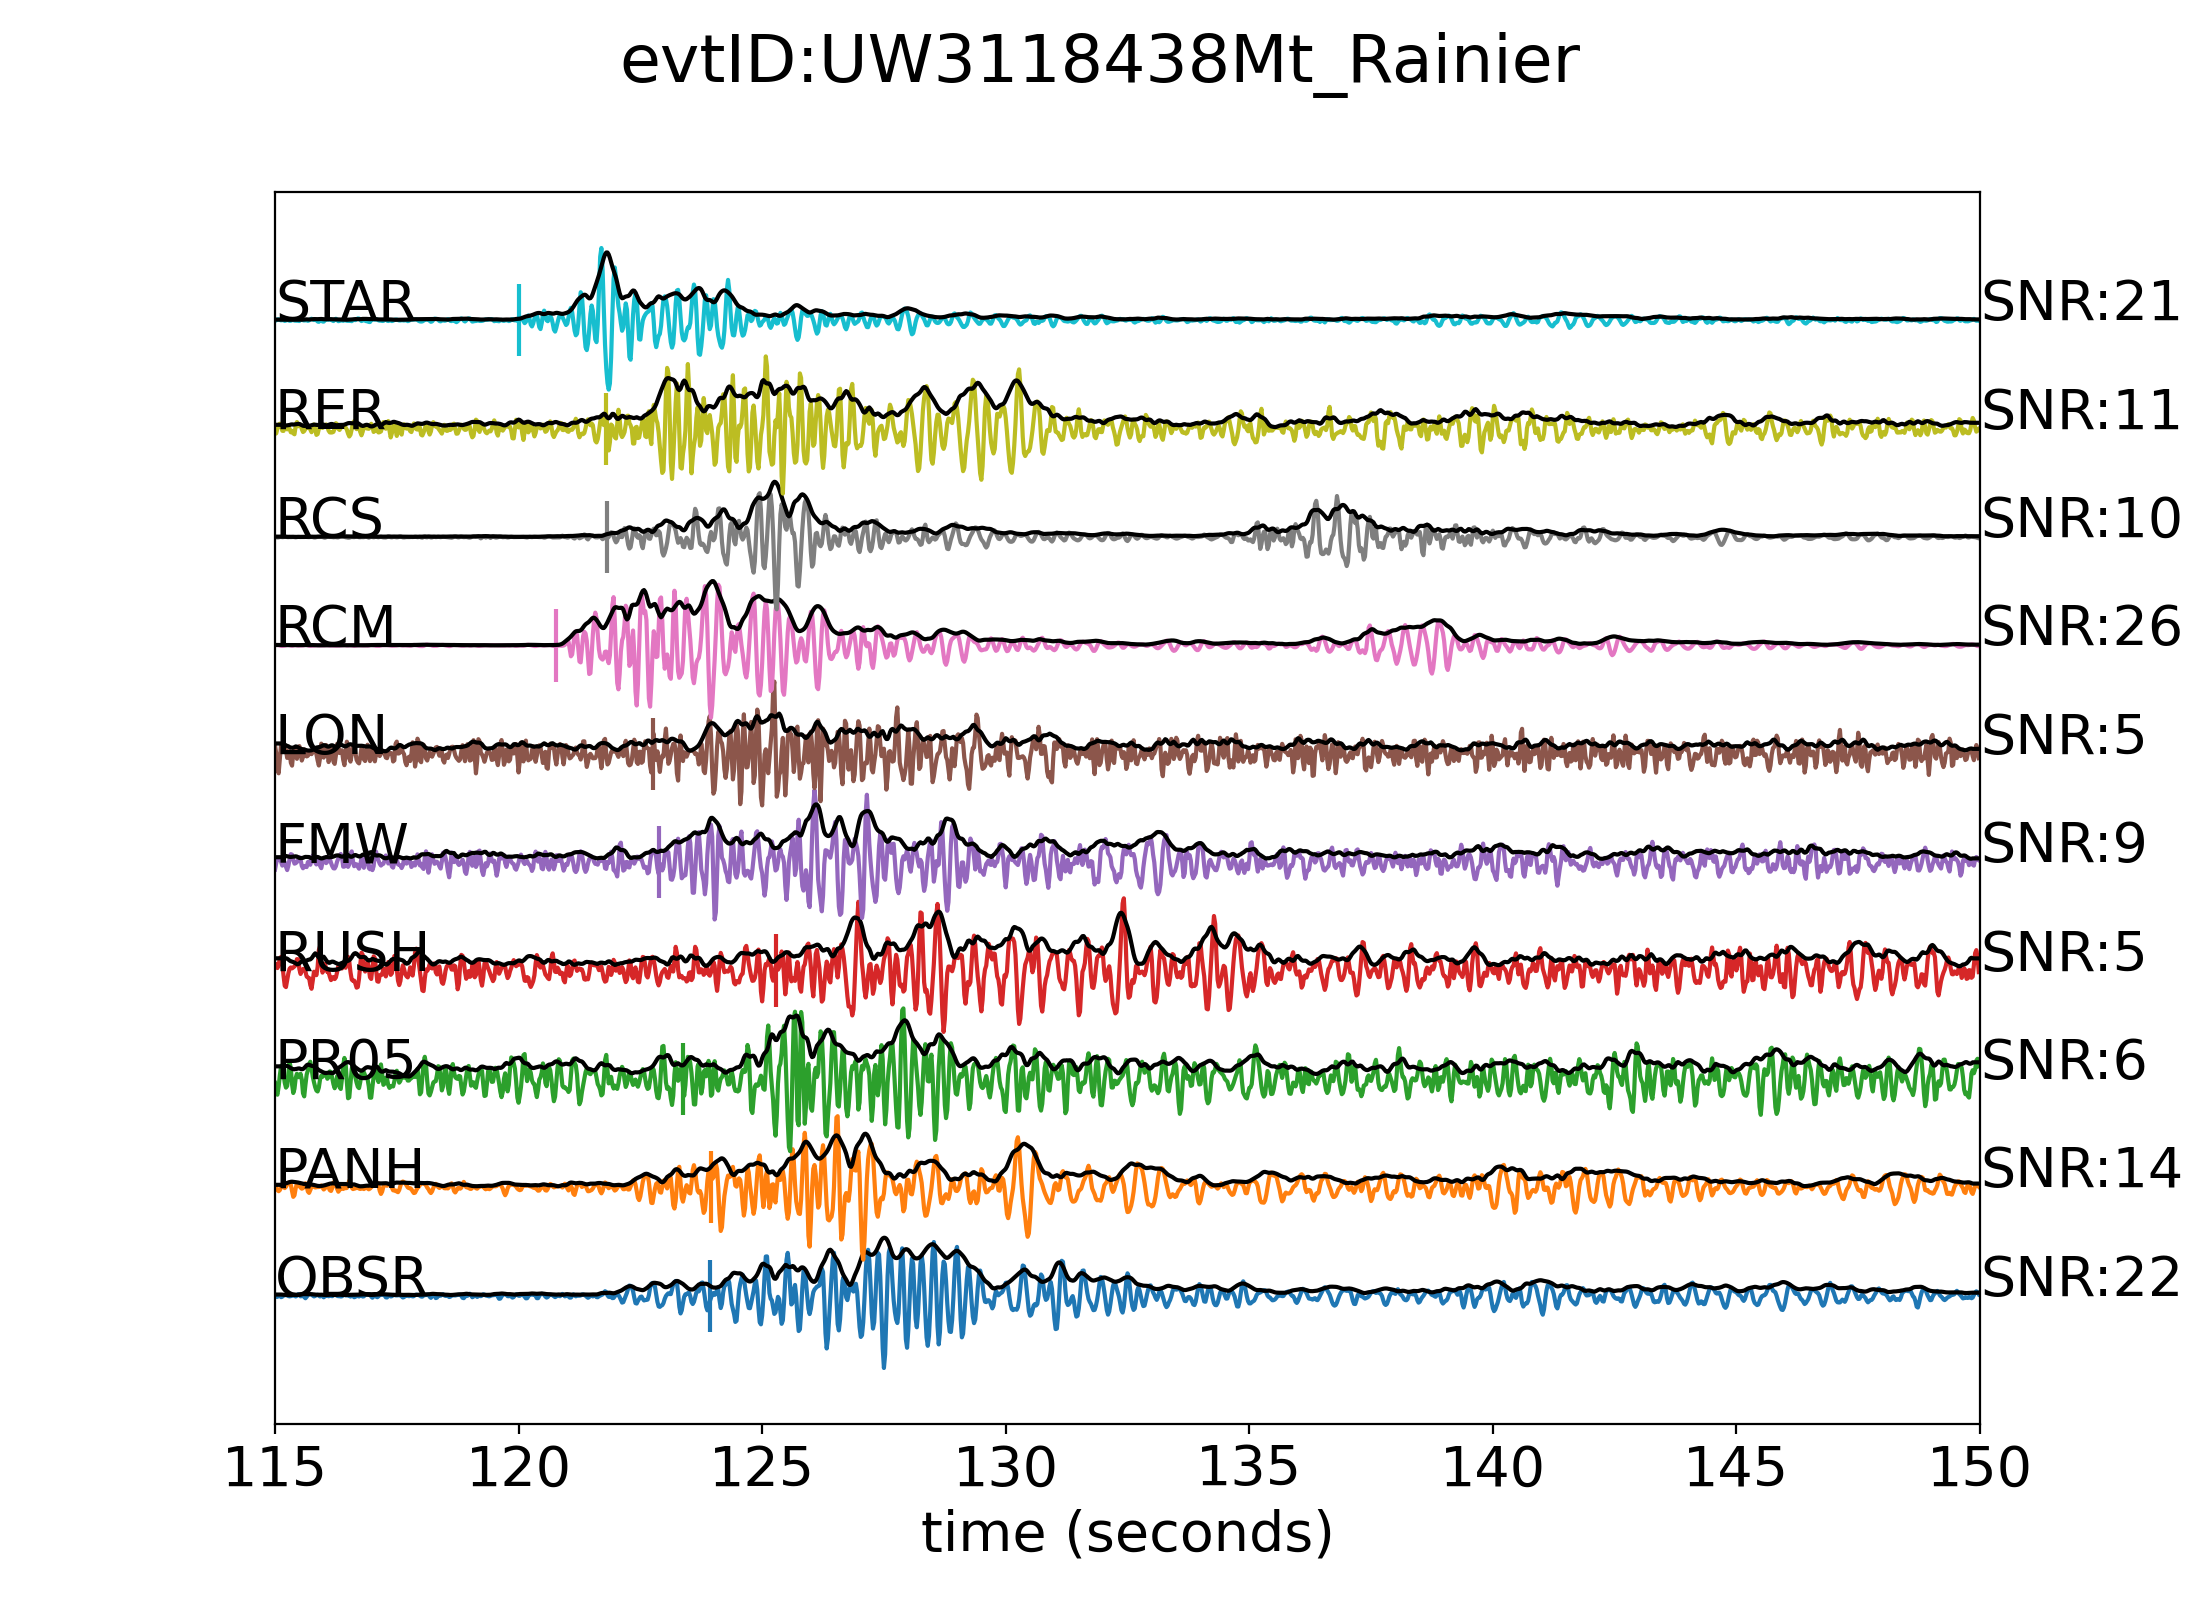 evtID:UW3118438Mt_Rainier
STAR SNR:21
RER SNR:11
RCS SNR:10
RCM SNR:26
LON SNR:5
FMW SNR:9
RUSH SNR:5
PR05 SNR:6
PANH SNR:14
OBSR SNR:22
115 120 125 130 135 140 145 150
time (seconds)